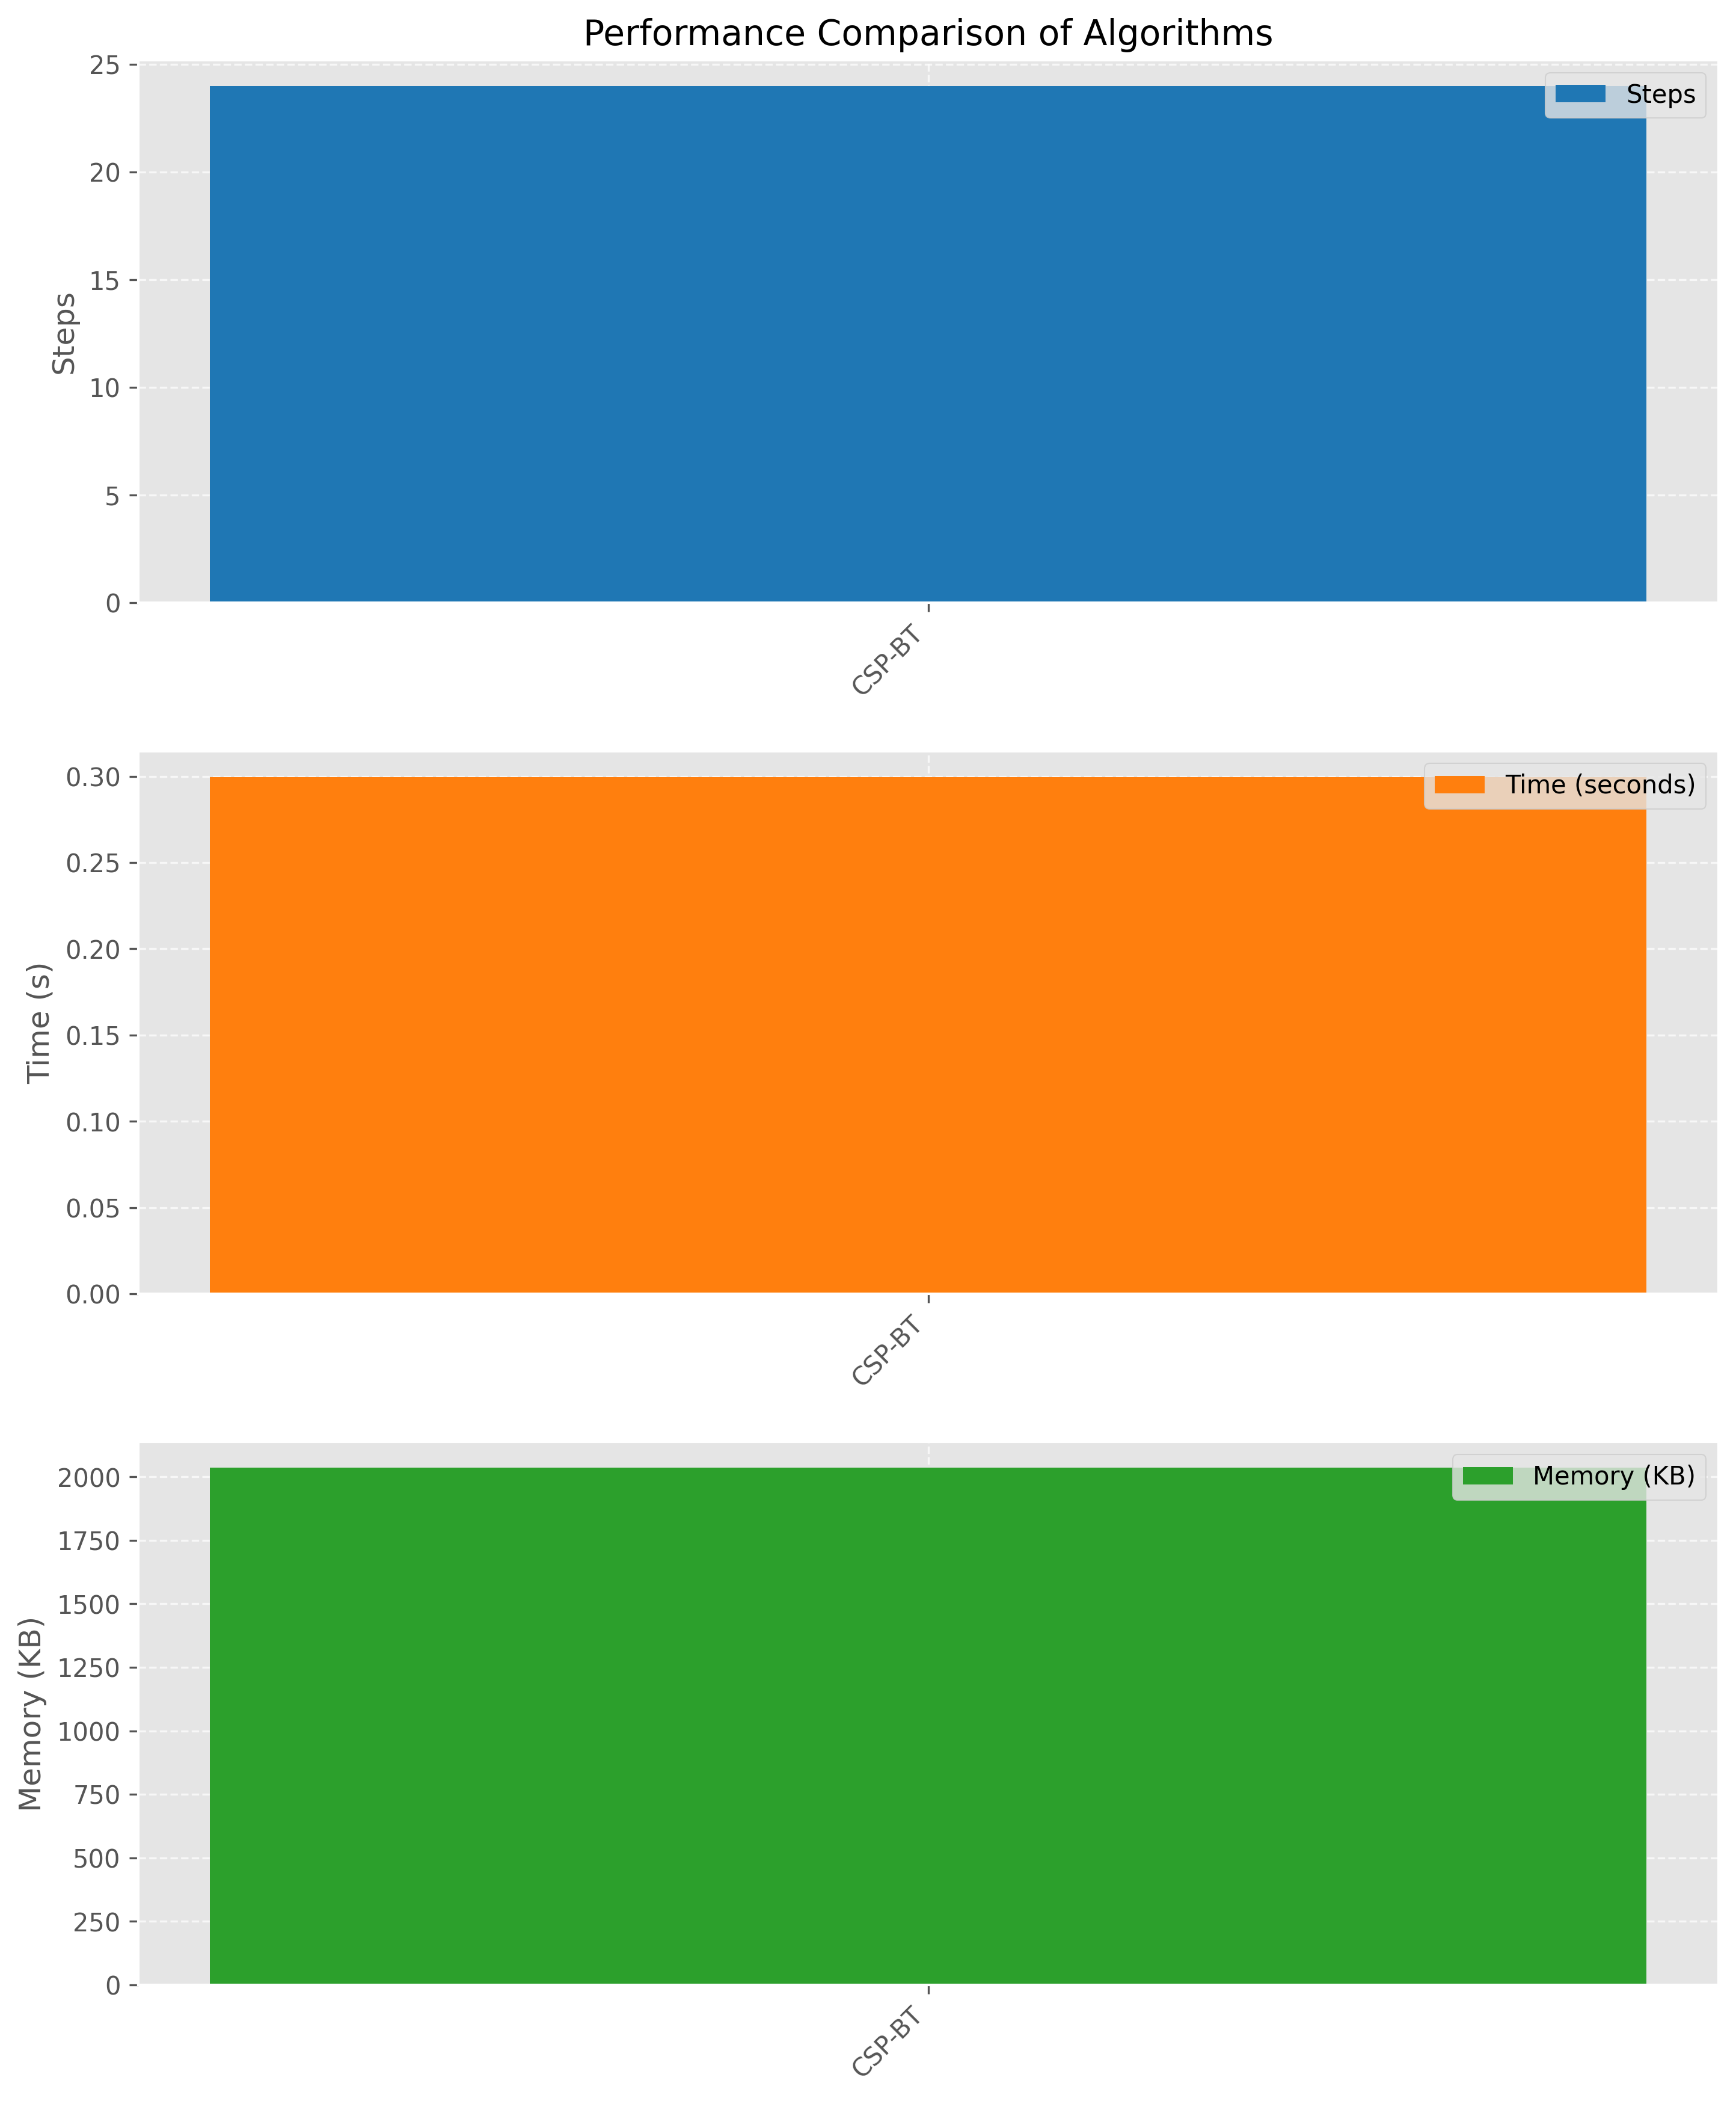 Performance Comparison of Algorithms
25
20
15
10
5
0
Steps
Steps
CSP-BT
0.30
0.25
0.20
0.15
0.10
0.05
0.00
Time (s)
Time (seconds)
CSP-BT
2000
1750
1500
1250
1000
750
500
250
0
Memory (KB)
Memory (KB)
CSP-BT